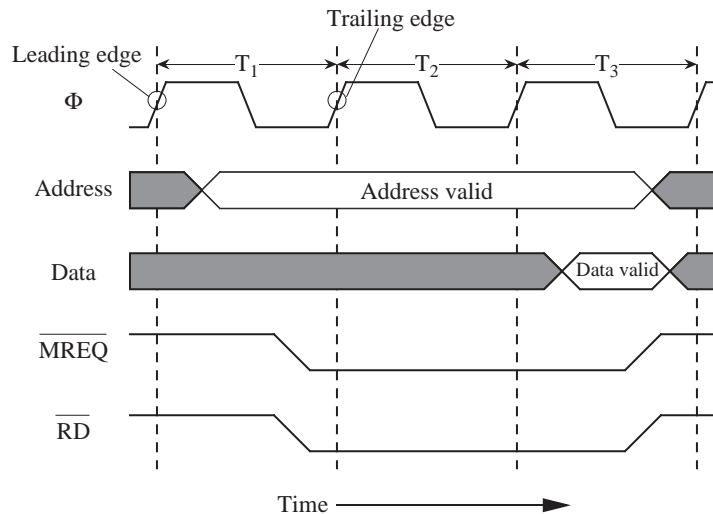 Trailing edge
Leading edge
T1
T2
T3
Φ
Address
Address valid
Data
Data valid
MREQ
RD
Time